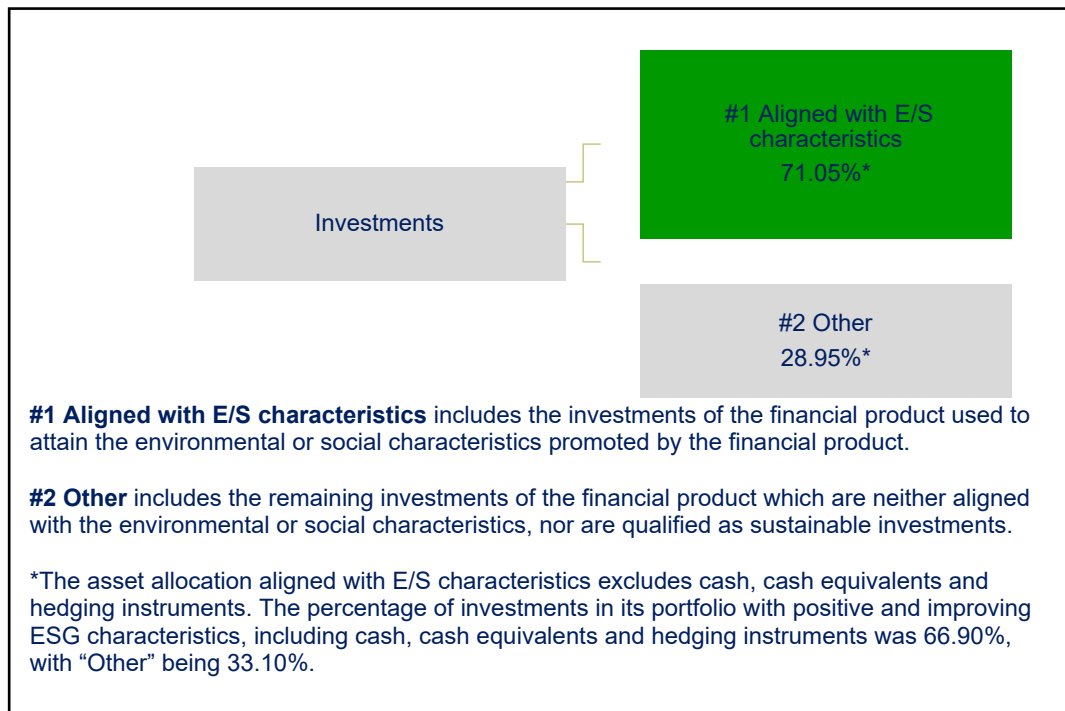 #1 Aligned with E/S
characteristics
71.05%*
Investments
#2 Other
28.95%*
#1 Aligned with E/S characteristics includes the investments of the financial product used to
attain the environmental or social characteristics promoted by the financial product.
#2 Other includes the remaining investments of the financial product which are neither aligned
with the environmental or social characteristics, nor are qualified as sustainable investments.
*The asset allocation aligned with E/S characteristics excludes cash, cash equivalents and
hedging instruments. The percentage of investments in its portfolio with positive and improving
ESG characteristics, including cash, cash equivalents and hedging instruments was 66.90%,
with “Other” being 33.10%.